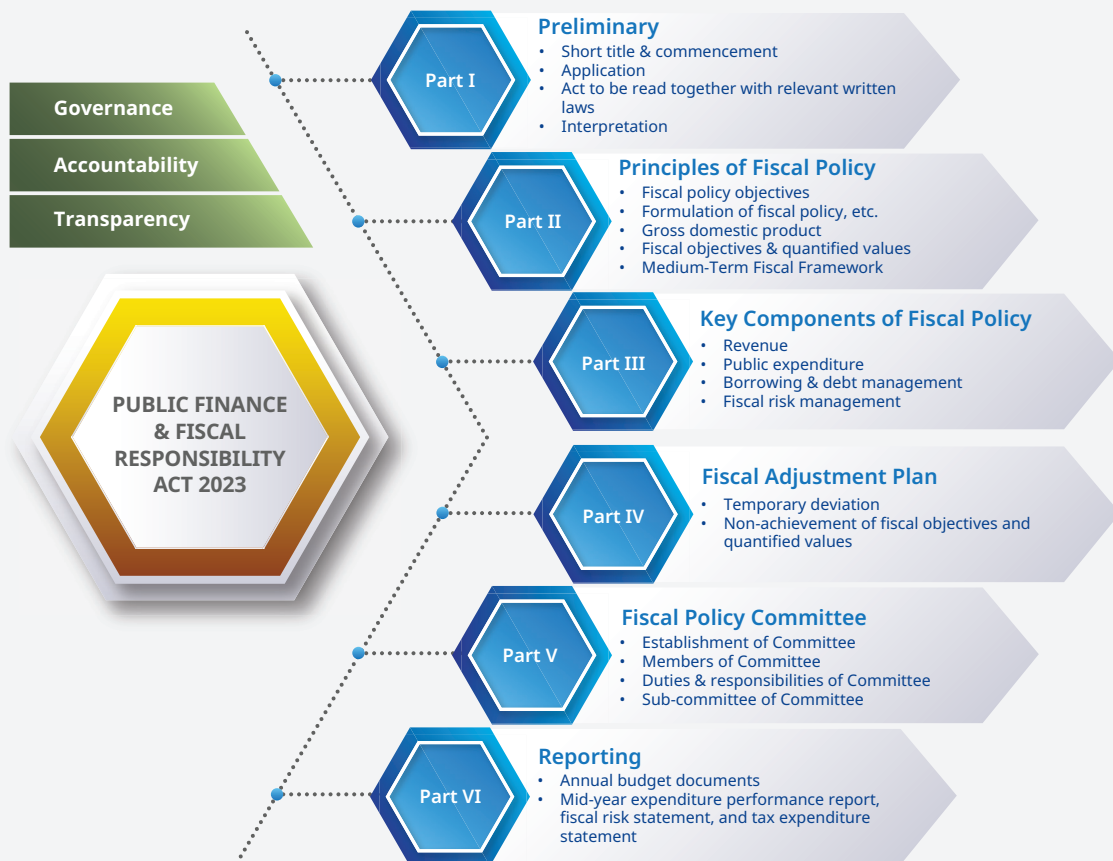 Governance
Accountability
Transparency
PUBLIC FINANCE
& FISCAL
RESPONSIBILITY
ACT 2023
Part I
Preliminary
• Short title & commencement
• Application
• Act to be read together with relevant written
laws
• Interpretation
Part II
Principles of Fiscal Policy
• Fiscal policy objectives
• Formulation of fiscal policy, etc.
• Gross domestic product
• Fiscal objectives & quantified values
• Medium-Term Fiscal Framework
Part III
Key Components of Fiscal Policy
• Revenue
• Public expenditure
• Borrowing & debt management
• Fiscal risk management
Part IV
Fiscal Adjustment Plan
• Temporary deviation
• Non-achievement of fiscal objectives and
quantified values
Part V
Fiscal Policy Committee
• Establishment of Committee
• Members of Committee
• Duties & responsibilities of Committee
• Sub-committee of Committee
Part VI
Reporting
• Annual budget documents
• Mid-year expenditure performance report,
fiscal risk statement, and tax expenditure
statement